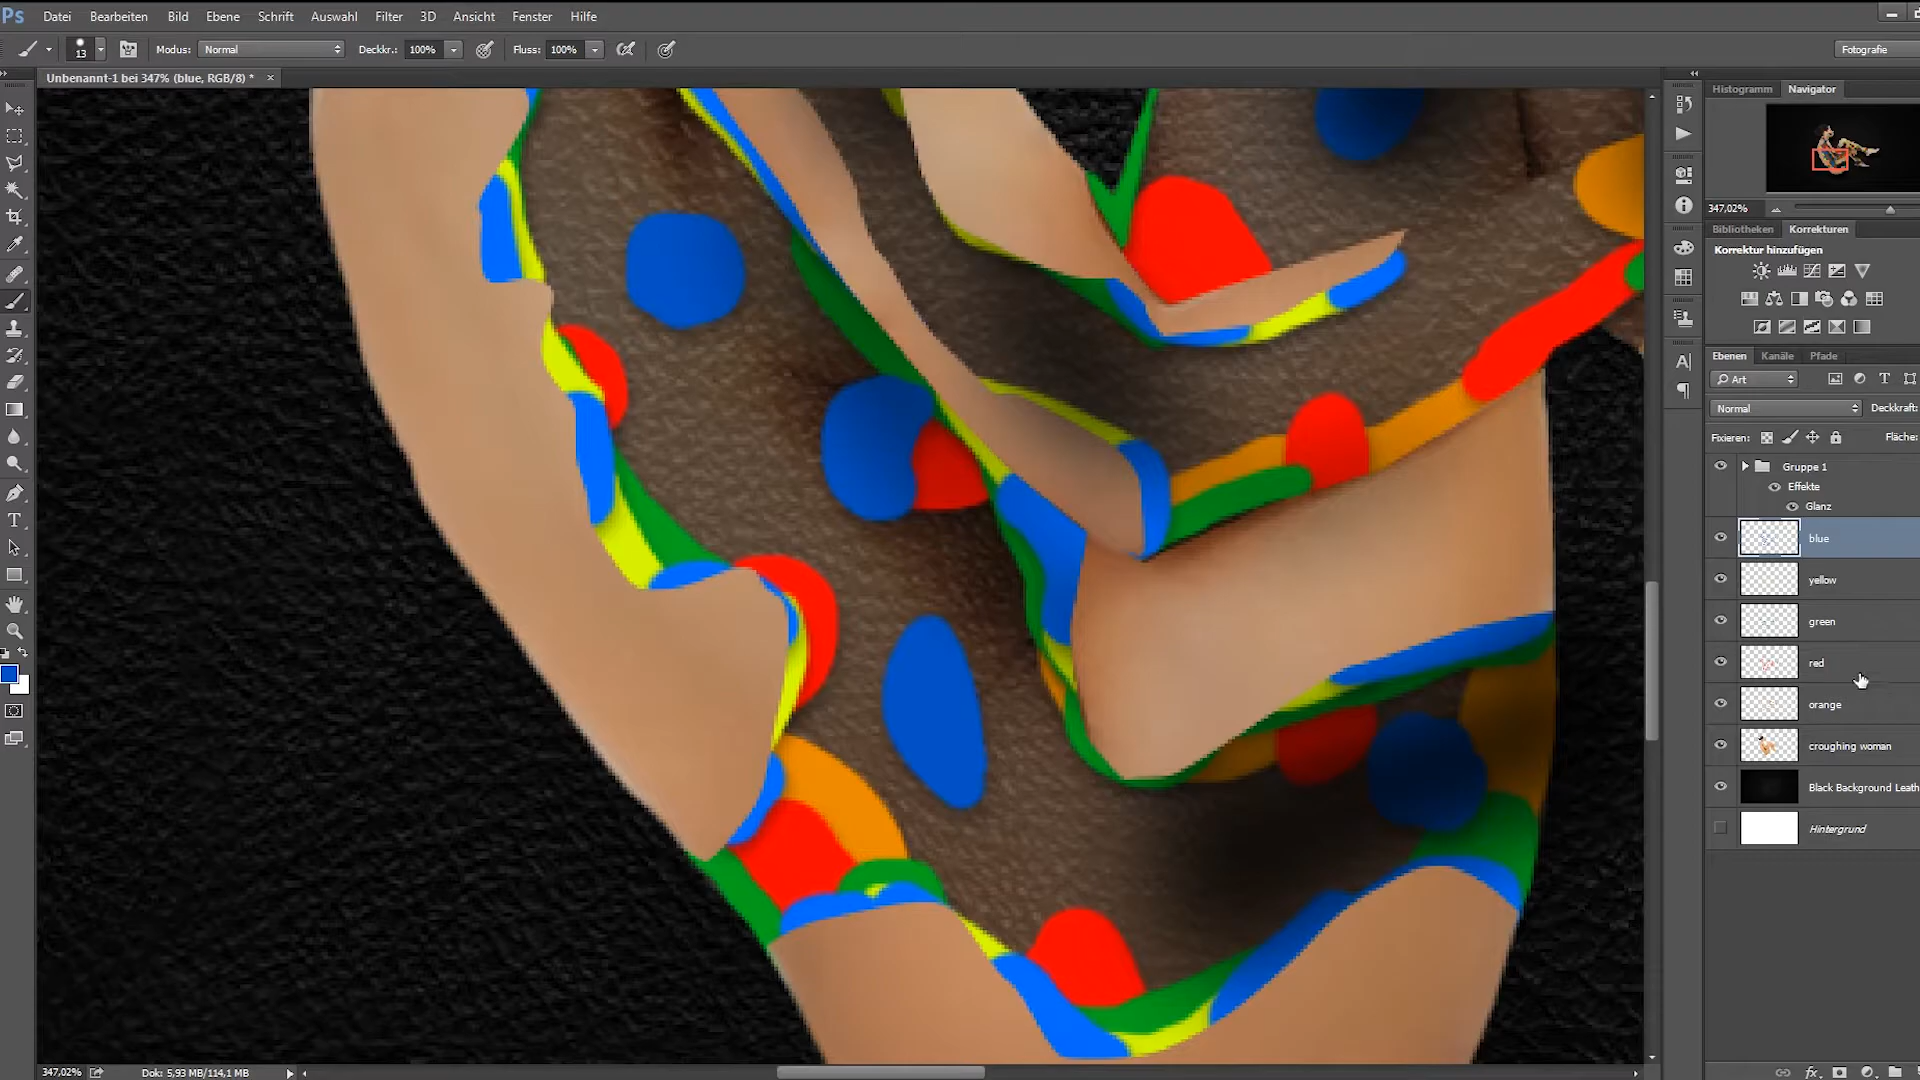 Ps Datei Bearbeiten Bild Ebene Schrift Auswahl Filter 3D Ansicht Fenster Hilfe
13 Modus: Normal Deckkr.: 100% Fluss: 100% Fotografie
Unbenannt-1 bei 347% (blue, RGB/8) * ×
Histogramm Navigator
347,02%
Bibliotheken Korrekturen
Korrektur hinzufügen
Ebenen Kanäle Pfade
Art
Normal Deckkraft:
Fixieren: Fläche:
Gruppe 1
Effekte
Glanz
blue
yellow
green
red
orange
croughing woman
Black Background Leath
Hintergrund
347,02% Dok: 5,93 MB/114,1 MB
fx